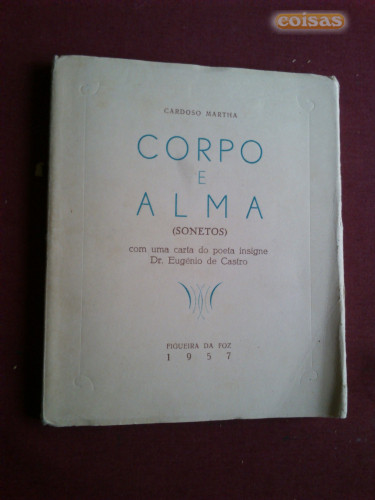 coisas
CARDOSO MARTHA
CORPO
E
ALMA
(SONETOS)
com uma carta do poeta insigne
Dr. Eugénio de Castro
FIGUEIRA DA FOZ
1957